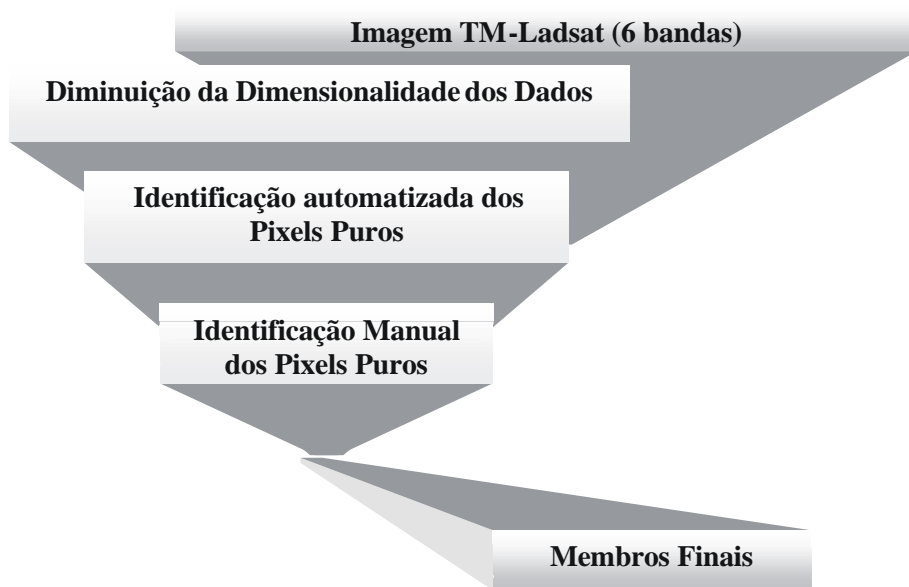 Imagem TM-Ladsat (6 bandas)
Diminuição da Dimensionalidade dos Dados
Identificação automatizada dos
Pixels Puros
Identificação Manual
dos Pixels Puros
Membros Finais